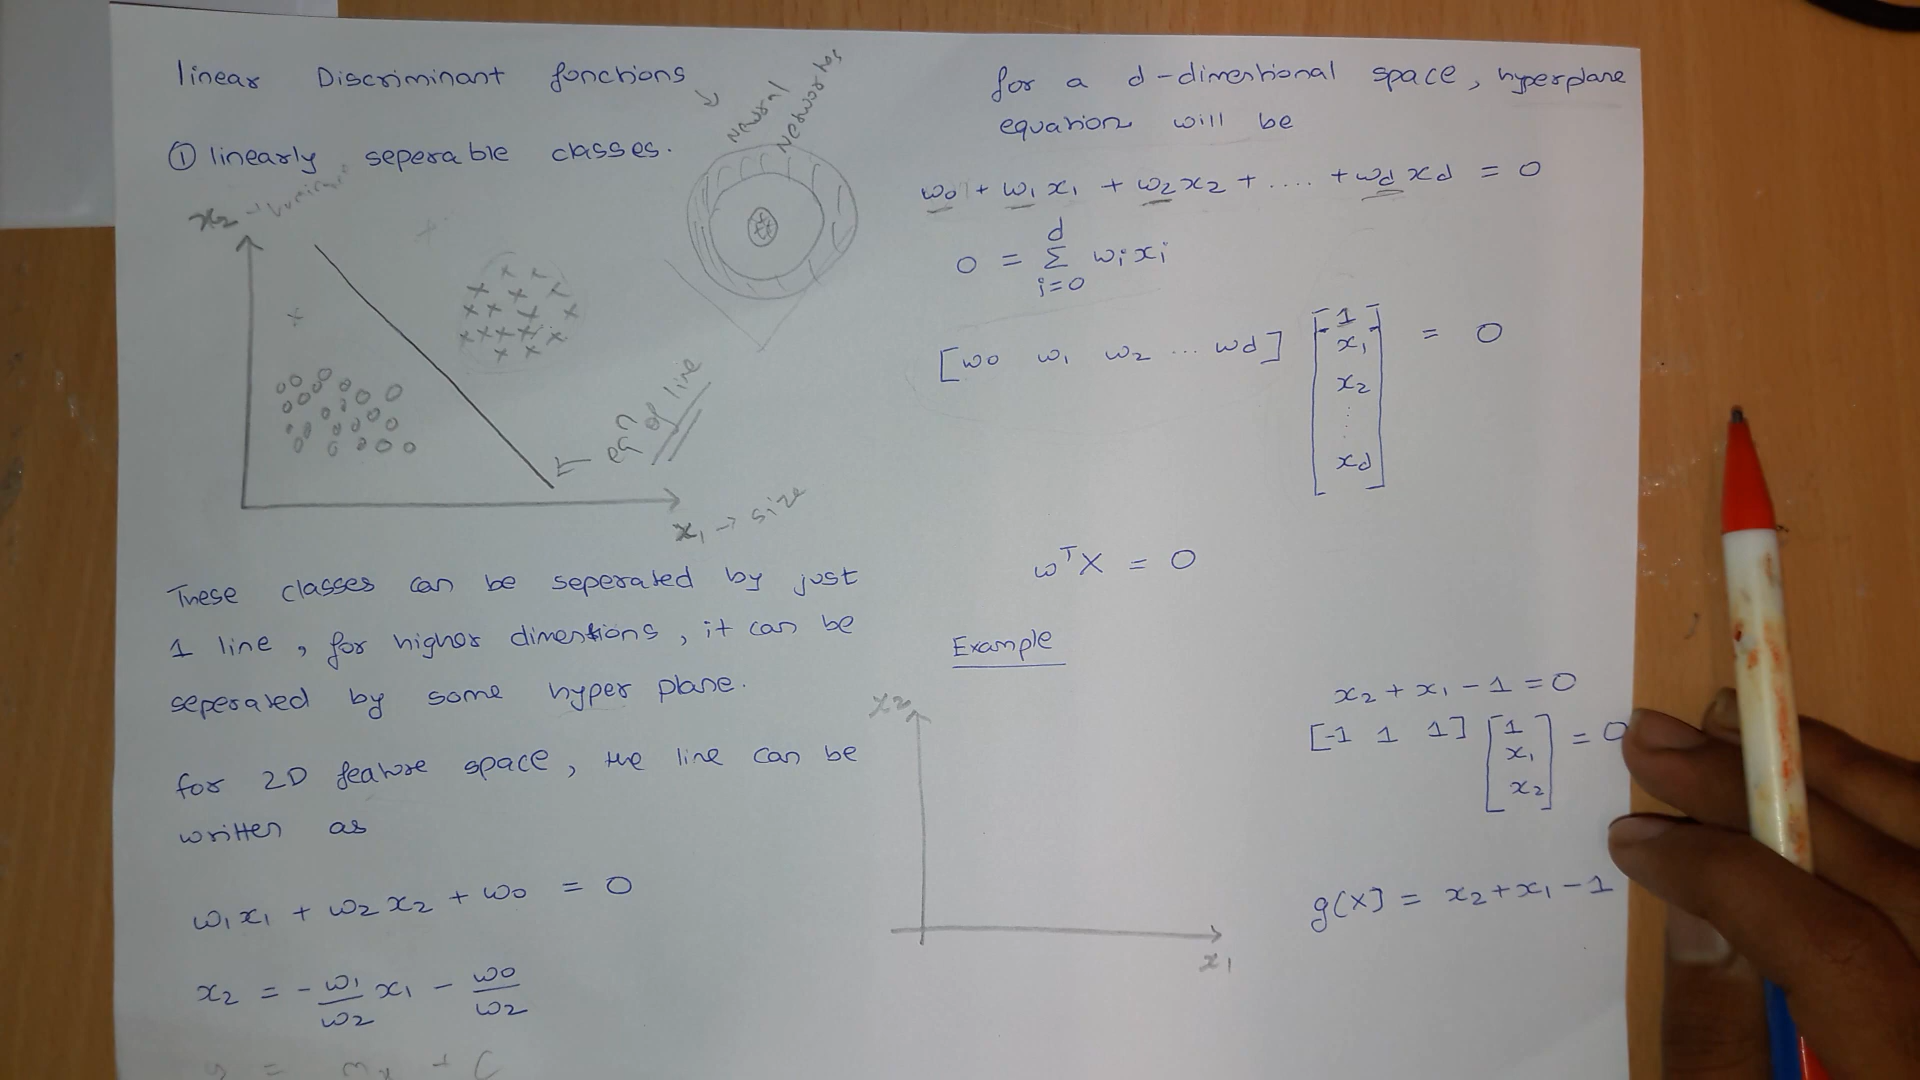 linear Discriminant functions
Neural
Networks
① linearly seperable classes.
x2 →
eqn of line
x1 → size
These classes can be seperated by just
1 line, for higher dimensions, it can be
seperated by some hyper plane.
for 2D feature space, the line can be
written as
w1x1 + w2x2 + w0 = 0
x2 = - w1/w2 x1 - w0/w2
y = mx + C
for a d-dimensional space, hyperplane
equation will be
w0 + w1x1 + w2x2 + .... + wdxd = 0
0 = d Σ i=0 wixi
[w0 w1 w2 ... wd] [1 x1 x2 ..... xd] = 0
wTX = 0
Example
x2
x1
x2 + x1 - 1 = 0
[-1 1 1] [1 x1 x2] = 0
g(x) = x2 + x1 - 1